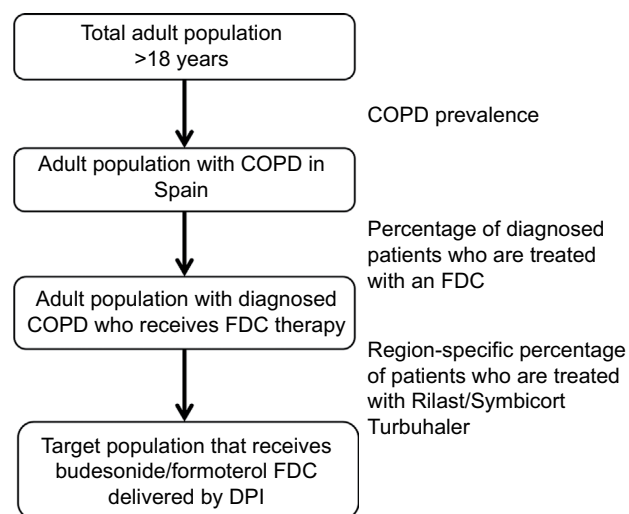 Total adult population
>18 years
COPD prevalence
Adult population with COPD in
Spain
Percentage of diagnosed
patients who are treated
with an FDC
Adult population with diagnosed
COPD who receives FDC therapy
Region-specific percentage
of patients who are treated
with Rilast/Symbicort
Turbuhaler
Target population that receives
budesonide/formoterol FDC
delivered by DPI